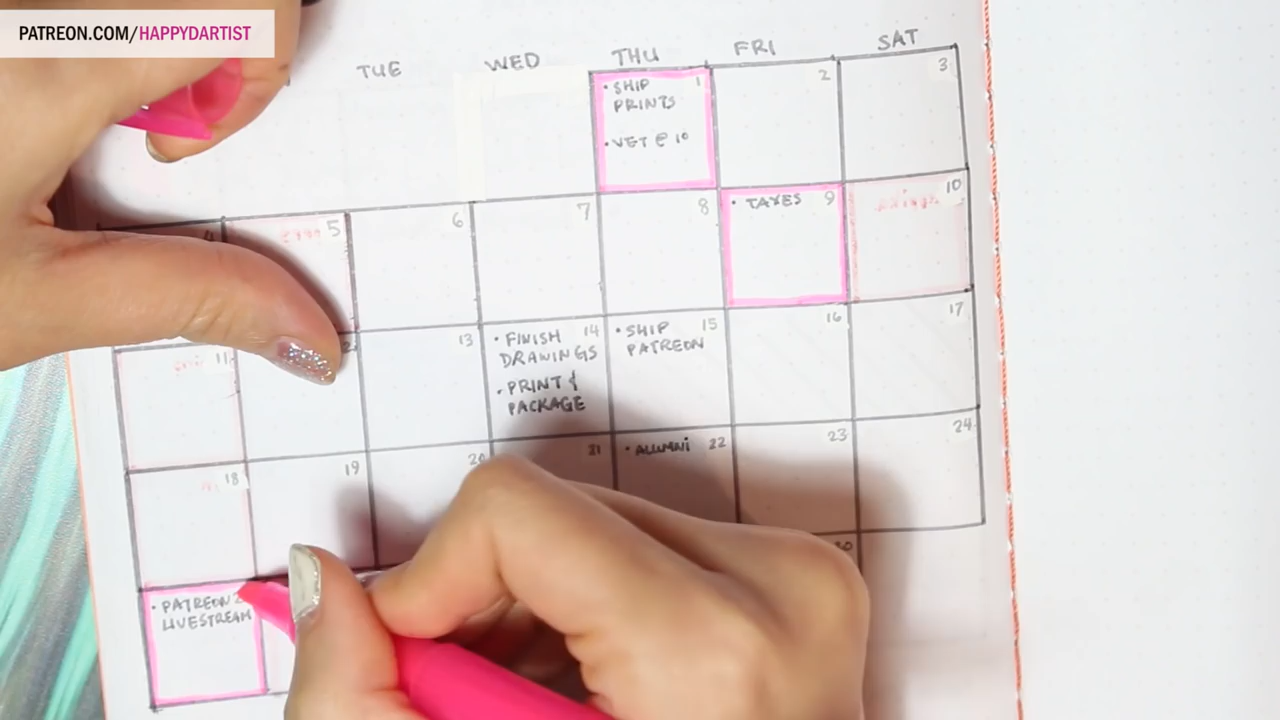 PATREON.COM/HAPPYDARTIST
TUE WED THU FRI SAT
1
• SHIP
PRINTS
• VET @ 10
2
3
4
5
6
7
8
• TAXES 9
10
11
13
• FINISH 14
DRAWINGS
• PRINT &
PACKAGE
• SHIP 15
PATREON
16
17
18
19
20
21
• ALUMNI 22
23
24
• PATREON
LIVESTREAM
30